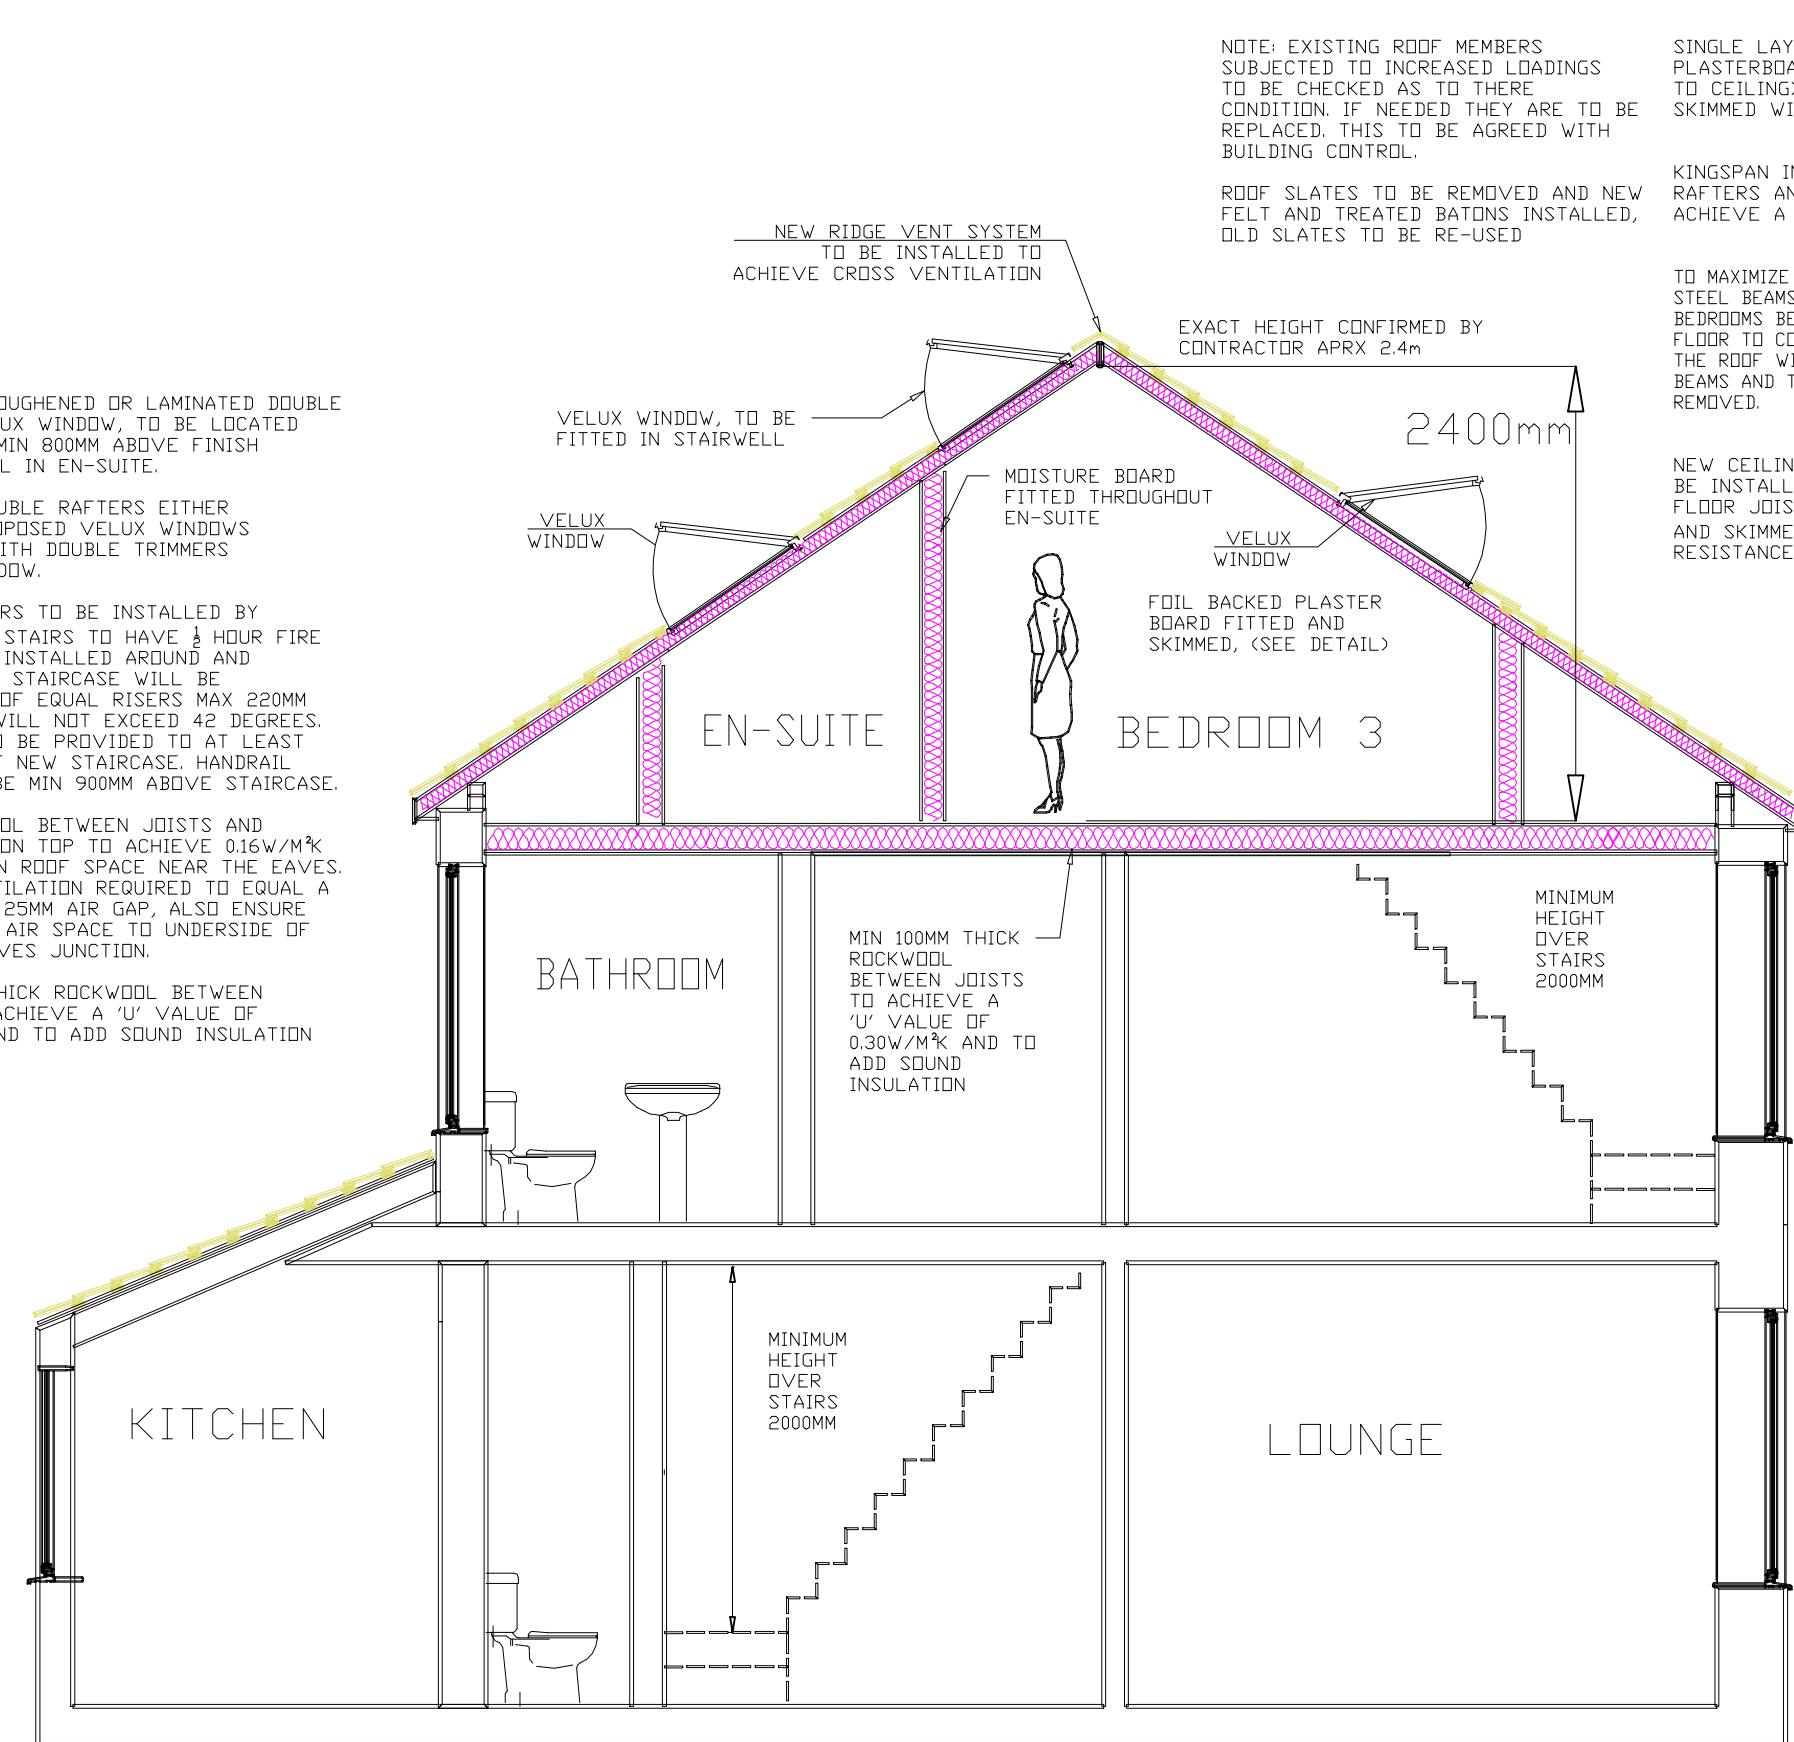 NOTE: EXISTING ROOF MEMBERS
SUBJECTED TO INCREASED LOADINGS
TO BE CHECKED AS TO THERE
CONDITION. IF NEEDED THEY ARE TO BE
REPLACED. THIS TO BE AGREED WITH
BUILDING CONTROL.
ROOF SLATES TO BE REMOVED AND NEW
FELT AND TREATED BATONS INSTALLED,
OLD SLATES TO BE RE-USED
SINGLE LAY
PLASTERBOA
TO CEILING)
SKIMMED WI
KINGSPAN IN
RAFTERS AN
ACHIEVE A
TO MAXIMIZE
STEEL BEAMS
BEDROOMS BE
FLOOR TO CO
THE ROOF WI
BEAMS AND T
REMOVED.
NEW CEILIN
BE INSTALL
FLOOR JOIS
AND SKIMME
RESISTANCE
NEW RIDGE VENT SYSTEM
TO BE INSTALLED TO
ACHIEVE CROSS VENTILATION
EXACT HEIGHT CONFIRMED BY
CONTRACTOR APRX 2.4m
2400mm
VELUX WINDOW, TO BE
FITTED IN STAIRWELL
MOISTURE BOARD
FITTED THROUGHOUT
EN-SUITE
VELUX
WINDOW
VELUX
WINDOW
FOIL BACKED PLASTER
BOARD FITTED AND
SKIMMED, (SEE DETAIL)
EN-SUITE
BEDROOM 3
OUGHENED OR LAMINATED DOUBLE
UX WINDOW, TO BE LOCATED
MIN 800MM ABOVE FINISH
L IN EN-SUITE.
UBLE RAFTERS EITHER
OPOSED VELUX WINDOWS
ITH DOUBLE TRIMMERS
DOW.
RS TO BE INSTALLED BY
STAIRS TO HAVE ½ HOUR FIRE
INSTALLED AROUND AND
STAIRCASE WILL BE
OF EQUAL RISERS MAX 220MM
WILL NOT EXCEED 42 DEGREES.
O BE PROVIDED TO AT LEAST
T NEW STAIRCASE. HANDRAIL
BE MIN 900MM ABOVE STAIRCASE.
OOL BETWEEN JOISTS AND
ON TOP TO ACHIEVE 0.16W/M²K
N ROOF SPACE NEAR THE EAVES.
TILATION REQUIRED TO EQUAL A
25MM AIR GAP, ALSO ENSURE
AIR SPACE TO UNDERSIDE OF
VES JUNCTION.
HICK ROCKWOOL BETWEEN
ACHIEVE A 'U' VALUE OF
ND TO ADD SOUND INSULATION
BATHROOM
MIN 100MM THICK
ROCKWOOL
BETWEEN JOISTS
TO ACHIEVE A
'U' VALUE OF
0.30W/M²K AND TO
ADD SOUND
INSULATION
MINIMUM
HEIGHT
OVER
STAIRS
2000MM
MINIMUM
HEIGHT
OVER
STAIRS
2000MM
KITCHEN
LOUNGE